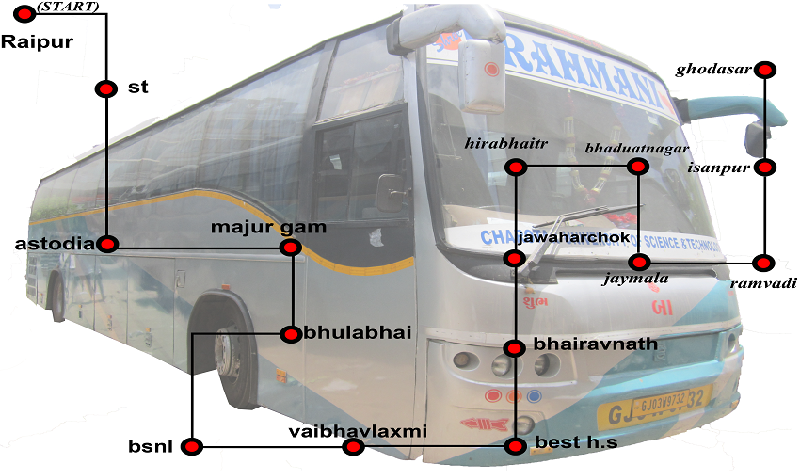 (START)
Raipur
RAHMANI
ghodasar
st
hirabhaitr
bhaduatnagar
isanpur
majur gam
astodia
jawaharchok
jaymala
ramvadi
bhulabhai
bhairavnath
GJ03W9732
bsnl
vaibhavlaxmi
best h.s